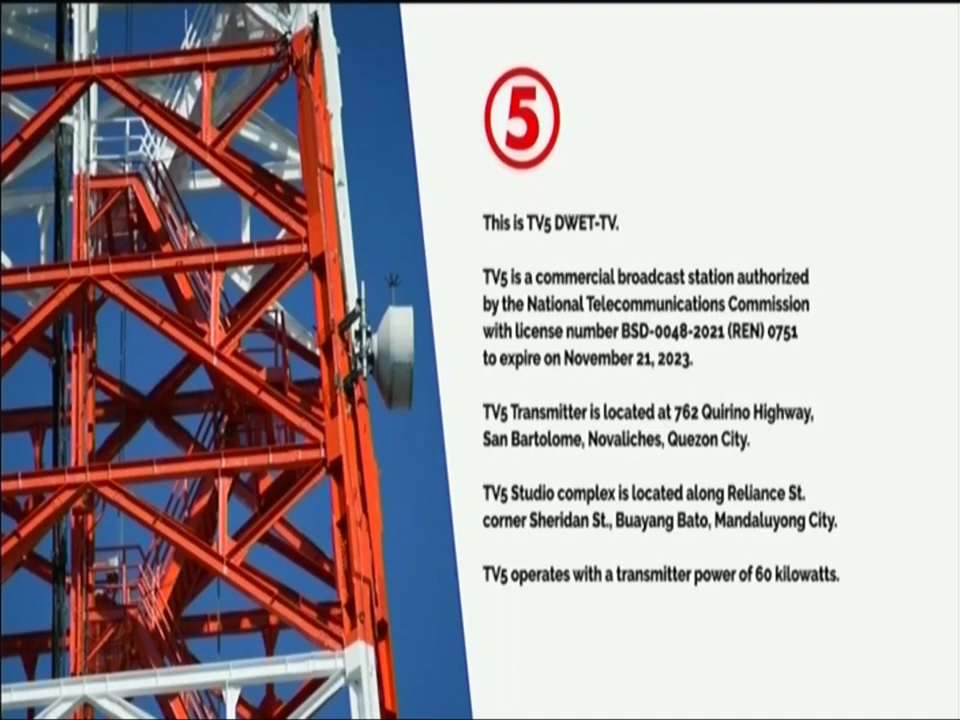 5
This is TV5 DWET-TV.
TV5 is a commercial broadcast station authorized
by the National Telecommunications Commission
with license number BSD-0048-2021 (REN) 0751
to expire on November 21, 2023.
TV5 Transmitter is located at 762 Quirino Highway,
San Bartolome, Novaliches, Quezon City.
TV5 Studio complex is located along Reliance St.
corner Sheridan St., Buayang Bato, Mandaluyong City.
TV5 operates with a transmitter power of 60 kilowatts.